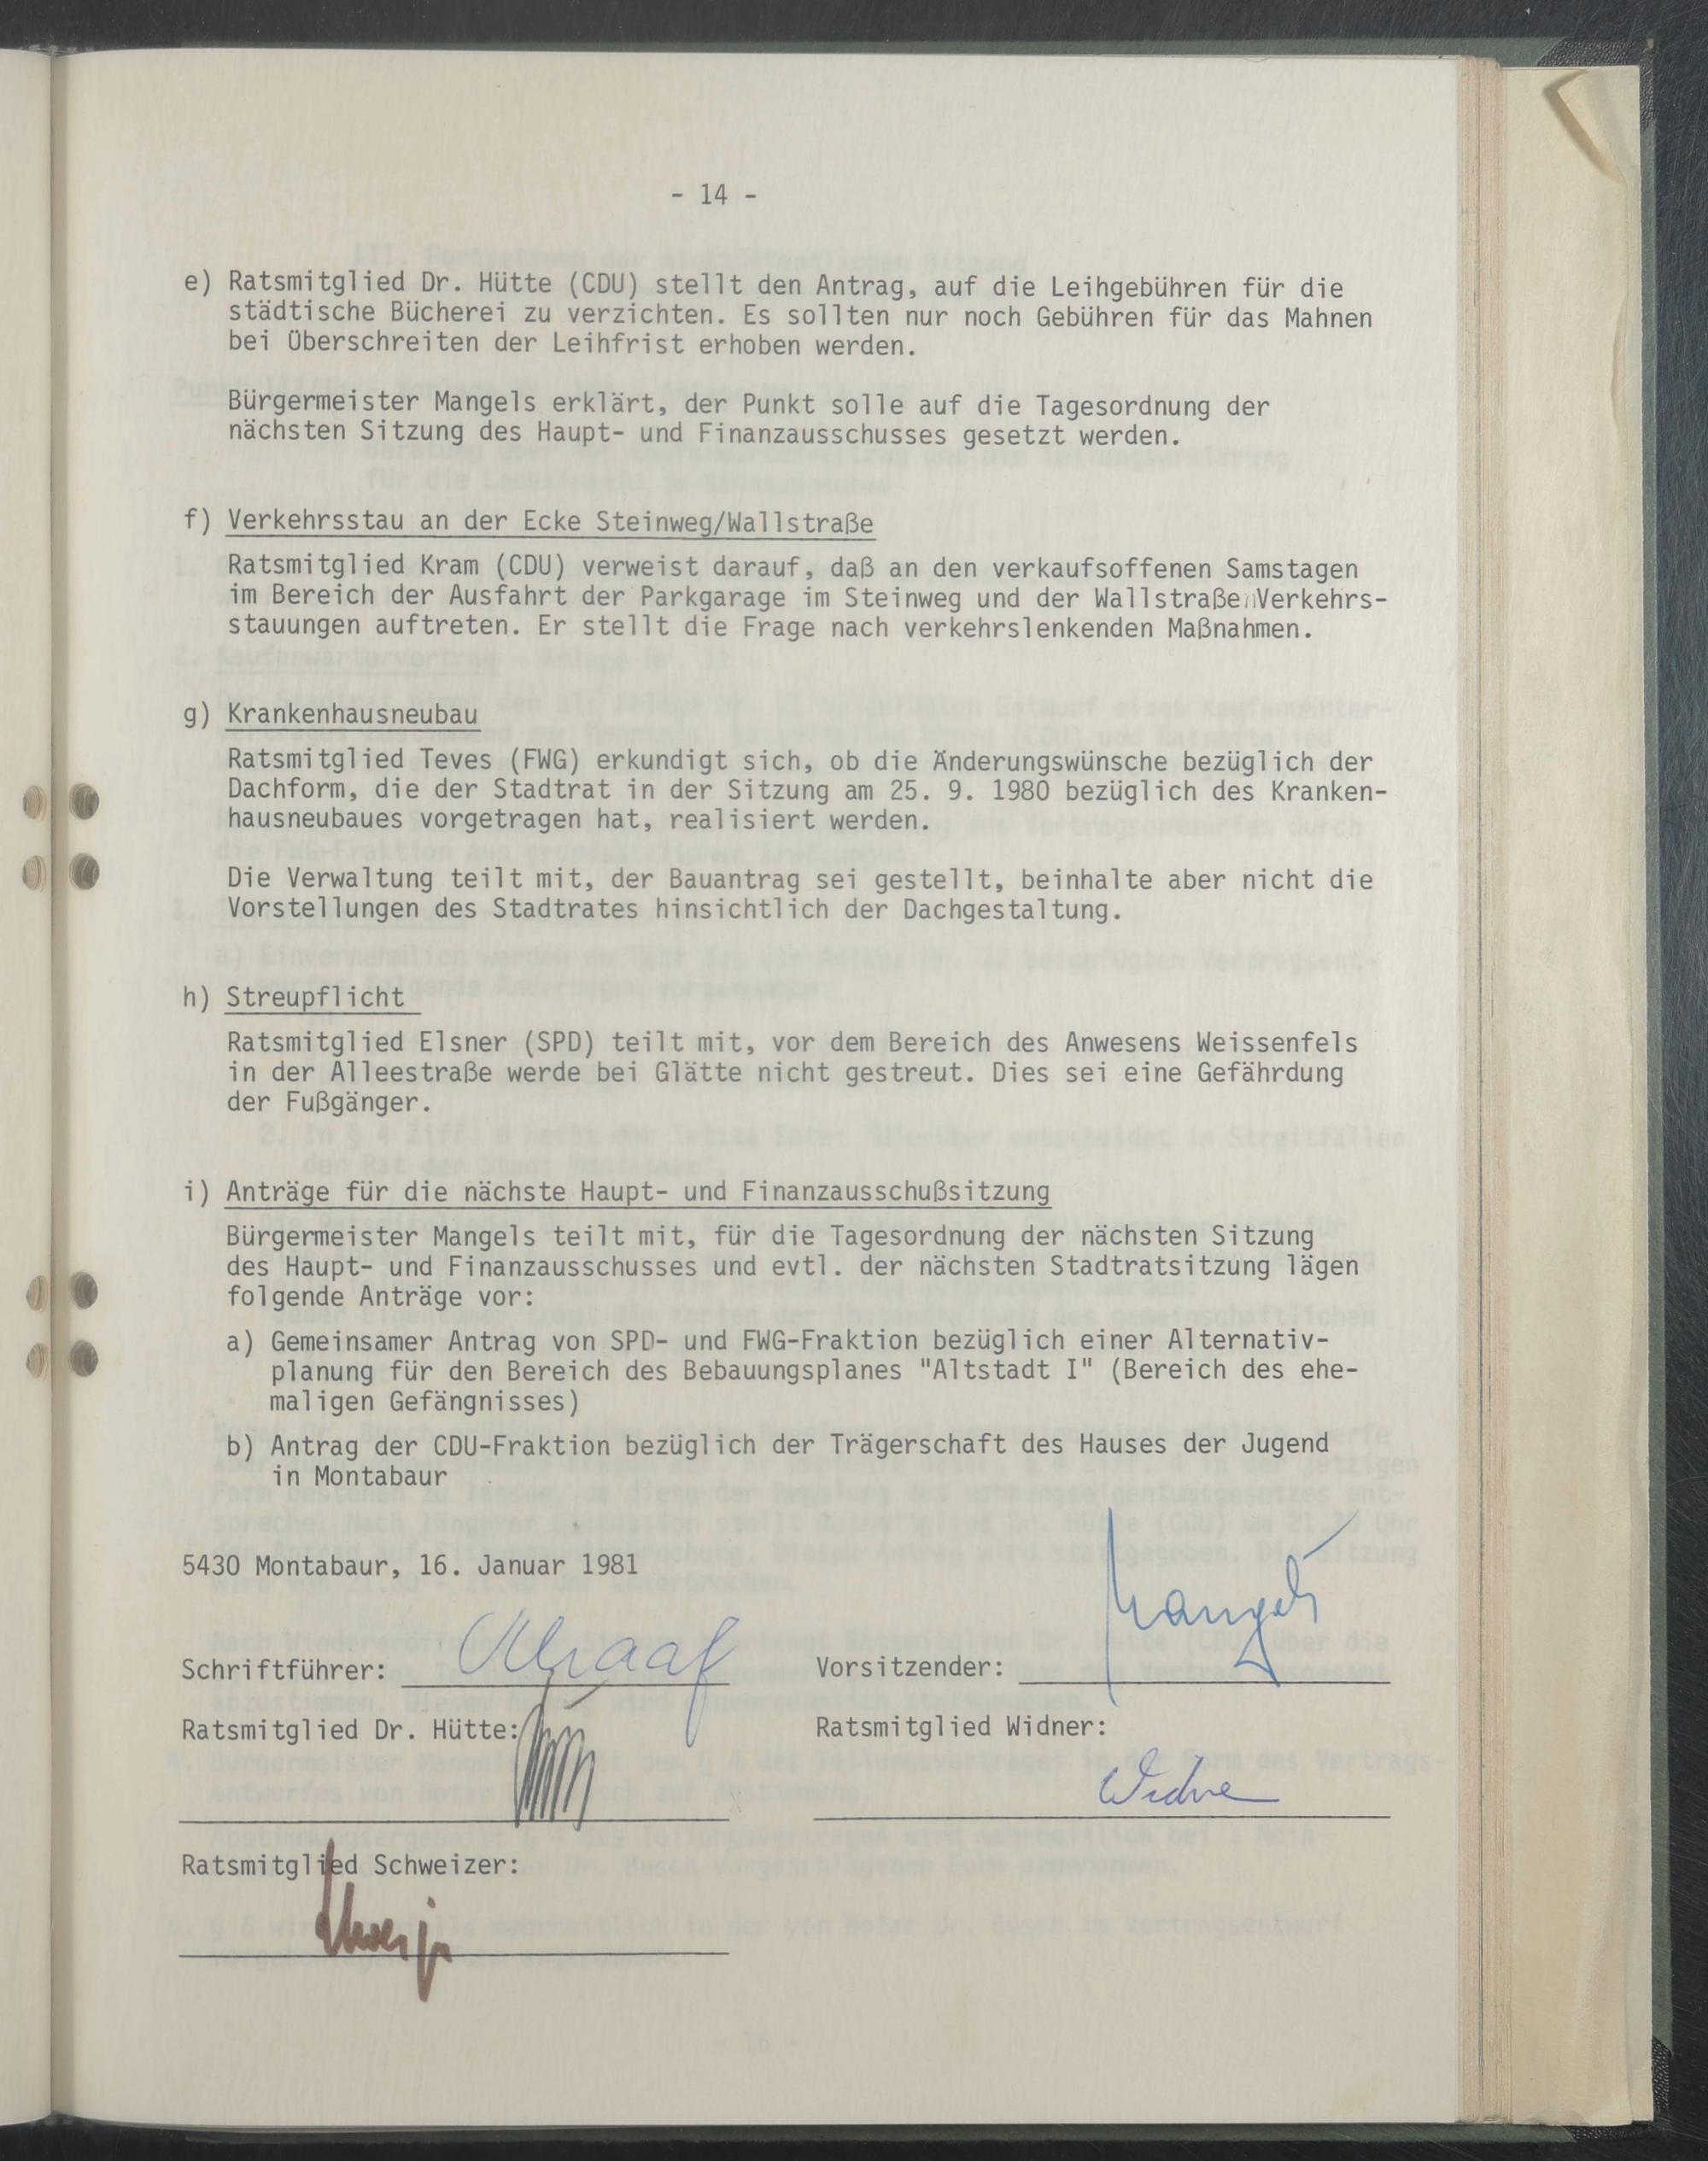 - 14 -
e) Ratsmitglied Dr. Hütte (CDU) stellt den Antrag, auf die Leihgebühren für die
städtische Bücherei zu verzichten. Es sollten nur noch Gebühren für das Mahnen
bei Überschreiten der Leihfrist erhoben werden.
Bürgermeister Mangels erklärt, der Punkt solle auf die Tagesordnung der
nächsten Sitzung des Haupt- und Finanzausschusses gesetzt werden.
f) Verkehrsstau an der Ecke Steinweg/Wallstraße
Ratsmitglied Kram (CDU) verweist darauf, daß an den verkaufsoffenen Samstagen
im Bereich der Ausfahrt der Parkgarage im Steinweg und der Wallstraße Verkehrs-
stauungen auftreten. Er stellt die Frage nach verkehrslenkenden Maßnahmen.
g) Krankenhausneubau
Ratsmitglied Teves (FWG) erkundigt sich, ob die Änderungswünsche bezüglich der
Dachform, die der Stadtrat in der Sitzung am 25. 9. 1980 bezüglich des Kranken-
hausneubaues vorgetragen hat, realisiert werden.
Die Verwaltung teilt mit, der Bauantrag sei gestellt, beinhalte aber nicht die
Vorstellungen des Stadtrates hinsichtlich der Dachgestaltung.
h) Streupflicht
Ratsmitglied Elsner (SPD) teilt mit, vor dem Bereich des Anwesens Weissenfels
in der Alleestraße werde bei Glätte nicht gestreut. Dies sei eine Gefährdung
der Fußgänger.
i) Anträge für die nächste Haupt- und Finanzausschußsitzung
Bürgermeister Mangels teilt mit, für die Tagesordnung der nächsten Sitzung
des Haupt- und Finanzausschusses und evtl. der nächsten Stadtratsitzung lägen
folgende Anträge vor:
a) Gemeinsamer Antrag von SPD- und FWG-Fraktion bezüglich einer Alternativ-
planung für den Bereich des Bebauungsplanes "Altstadt I" (Bereich des ehe-
maligen Gefängnisses)
b) Antrag der CDU-Fraktion bezüglich der Trägerschaft des Hauses der Jugend
in Montabaur
5430 Montabaur, 16. Januar 1981
Schriftführer:
Vorsitzender: Mangels
Ratsmitglied Dr. Hütte:
Ratsmitglied Widner:
Widner
Ratsmitglied Schweizer: